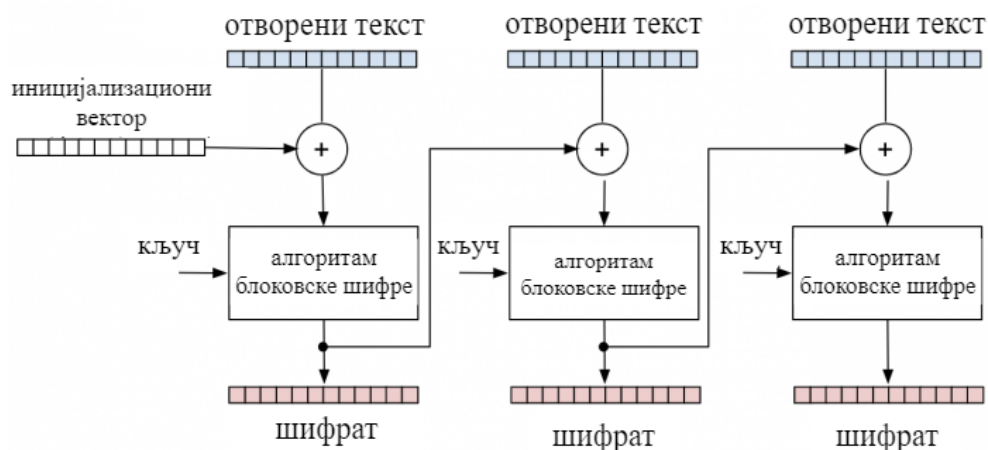 отворени текст
отворени текст
отворени текст
иницијализациони
вектор
+
+
+
кључ
алгоритам
блоковске шифре
кључ
алгоритам
блоковске шифре
кључ
алгоритам
блоковске шифре
шифрат
шифрат
шифрат